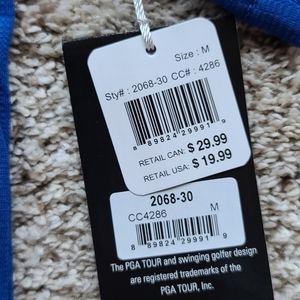 Size : M
Sty# : 2068-30 CC# : 4286
8 89824 29991 9
RETAIL CAN: $ 29.99
RETAIL USA: $ 19.99
2068-30
CC4286 M
8 89824 29991 9
The PGA TOUR and swinging golfer design
are registered trademarks of the
PGA TOUR, Inc.